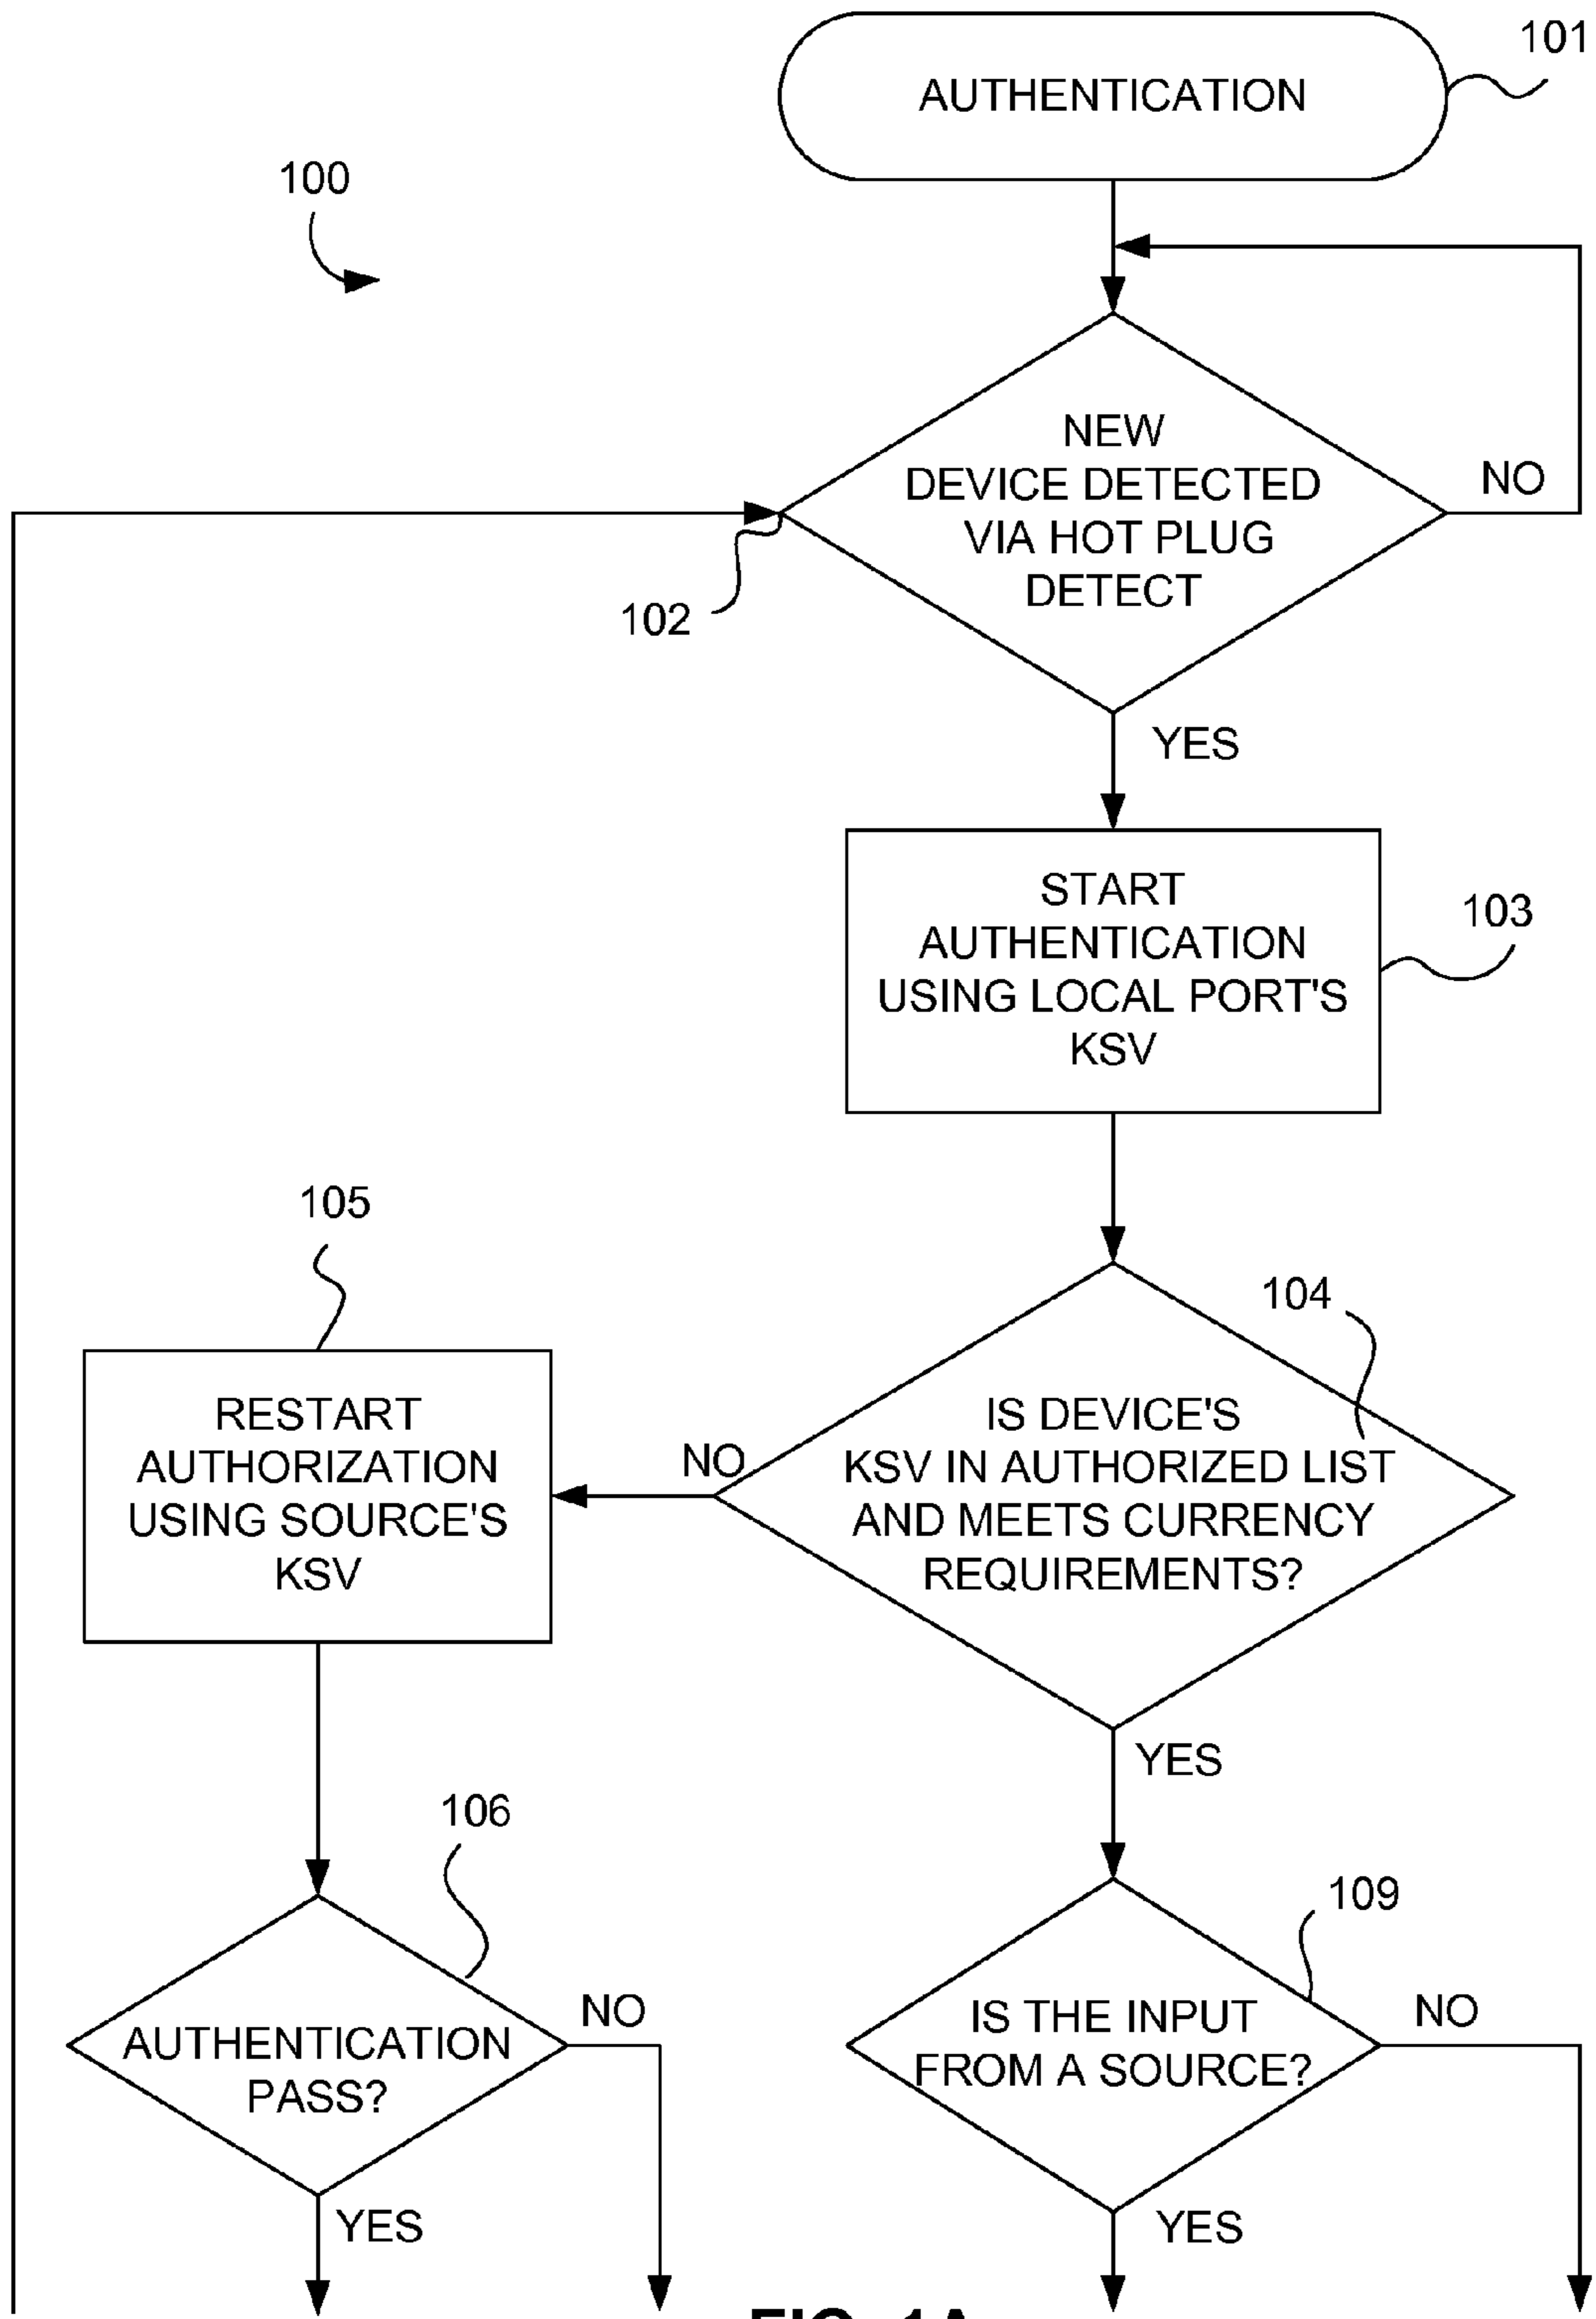 101
AUTHENTICATION
100
NEW
DEVICE DETECTED
VIA HOT PLUG
DETECT
NO
102
YES
START
AUTHENTICATION
USING LOCAL PORT'S
KSV
103
105
104
RESTART
AUTHORIZATION
USING SOURCE'S
KSV
NO
IS DEVICE'S
KSV IN AUTHORIZED LIST
AND MEETS CURRENCY
REQUIREMENTS?
YES
106
109
AUTHENTICATION
PASS?
NO
IS THE INPUT
FROM A SOURCE?
NO
YES
YES
FIG. 1A